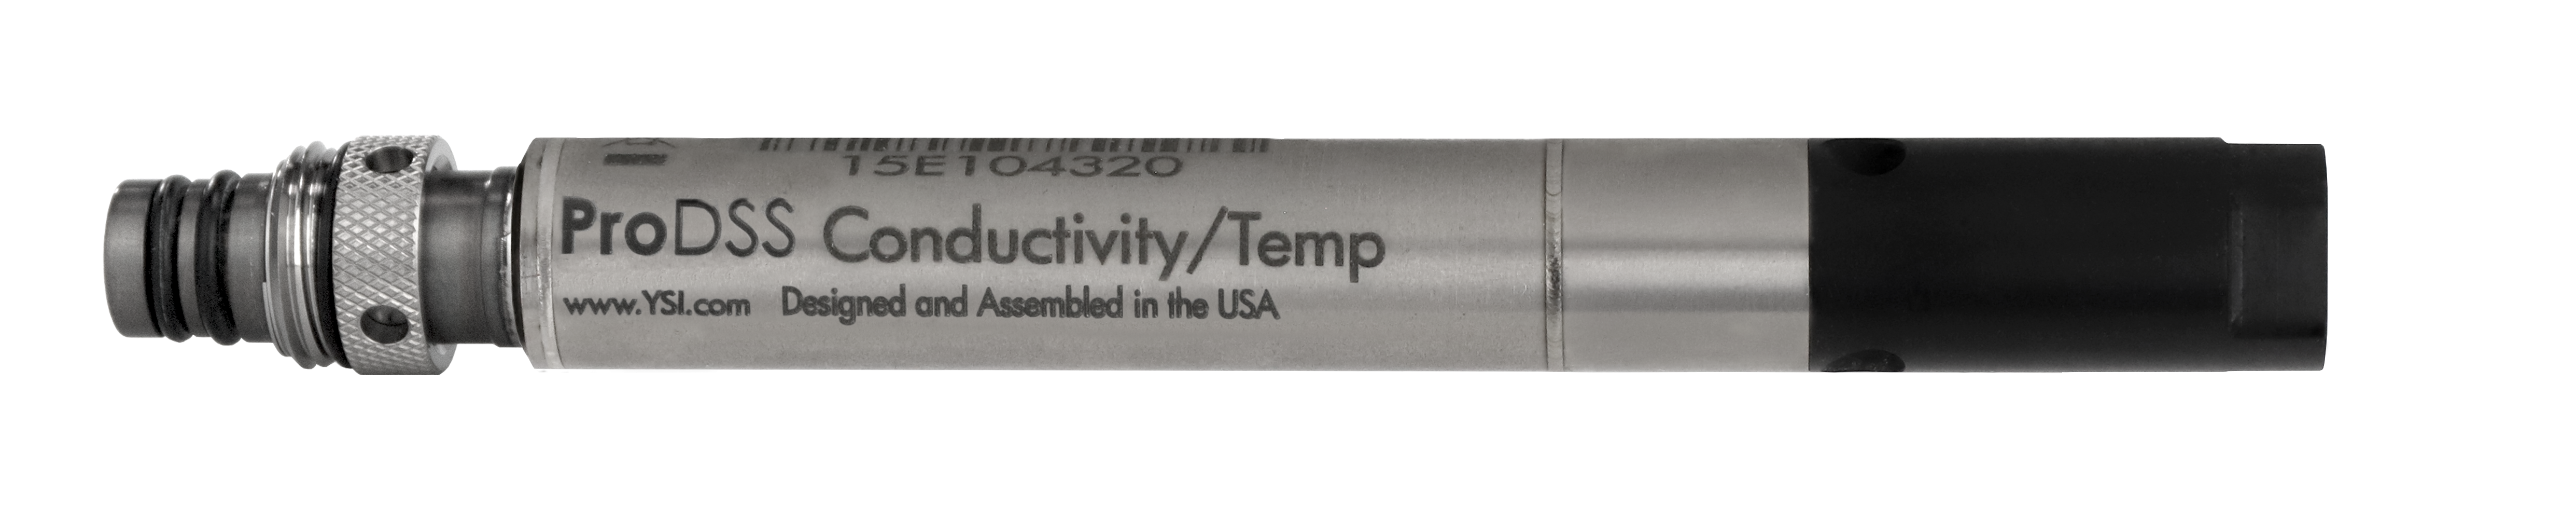 15E104320
ProDSS Conductivity/Temp
www.YSI.com Designed and Assembled in the USA